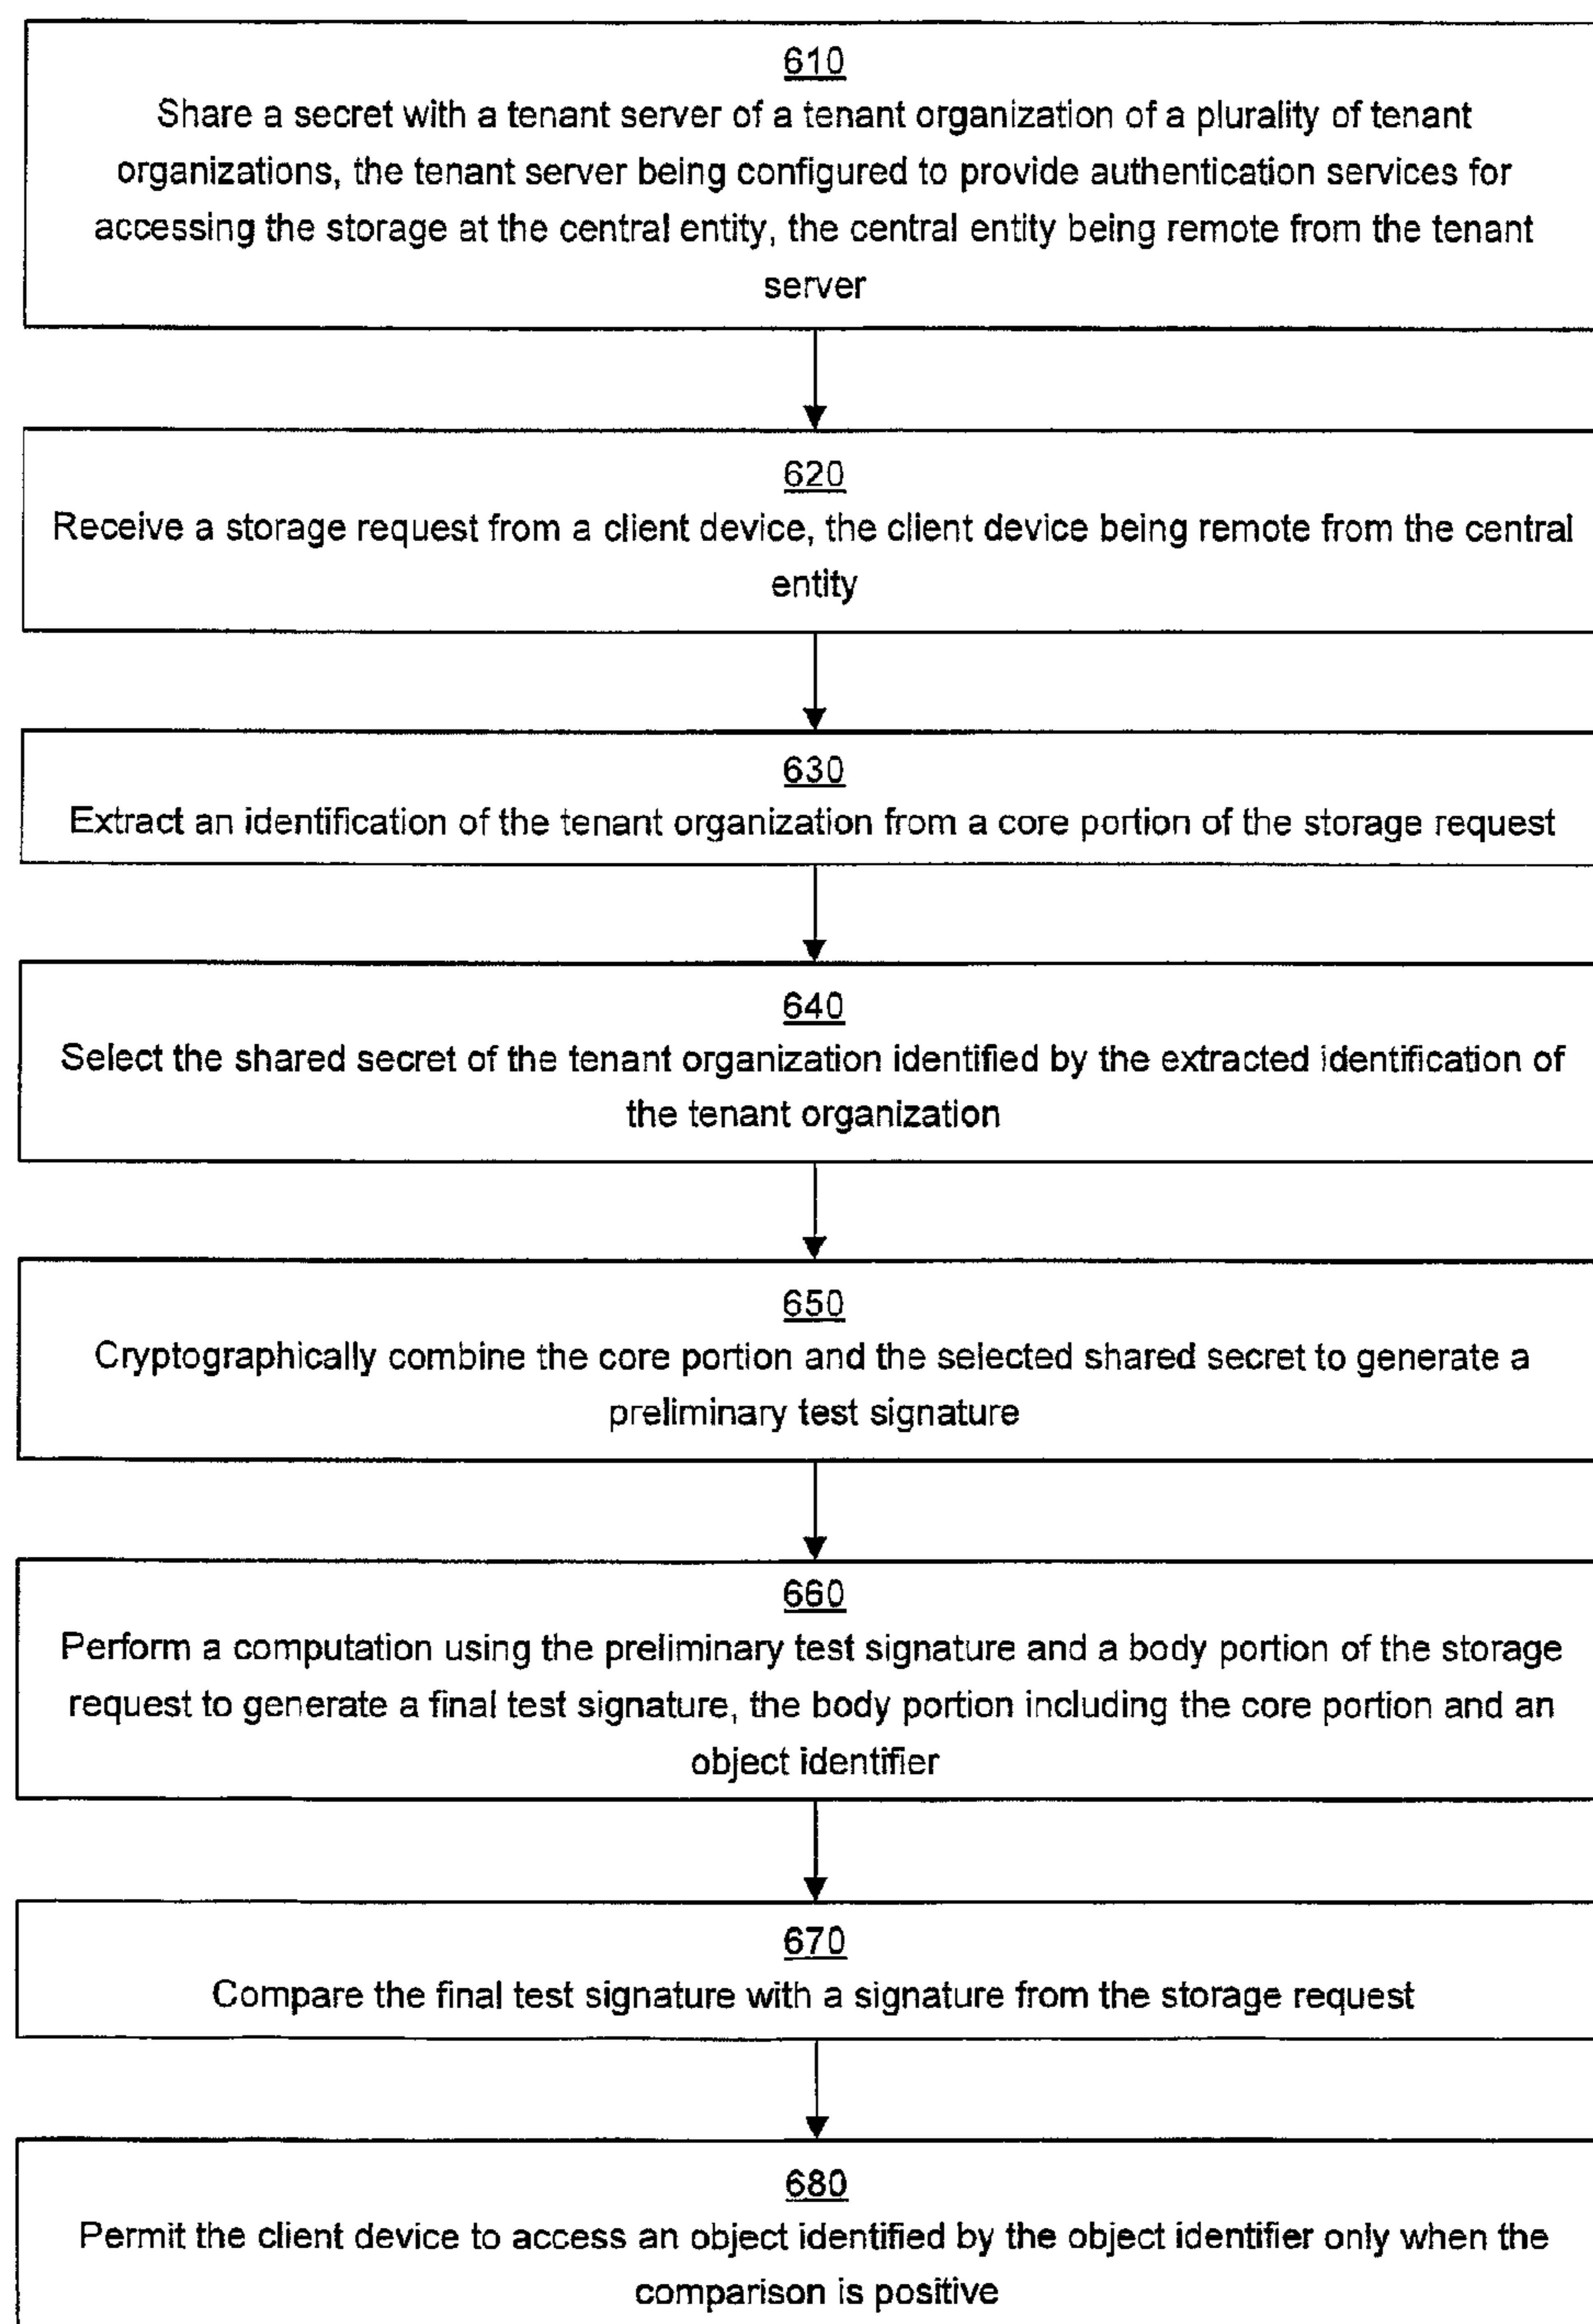 610
Share a secret with a tenant server of a tenant organization of a plurality of tenant
organizations, the tenant server being configured to provide authentication services for
accessing the storage at the central entity, the central entity being remote from the tenant
server
620
Receive a storage request from a client device, the client device being remote from the central
entity
630
Extract an identification of the tenant organization from a core portion of the storage request
640
Select the shared secret of the tenant organization identified by the extracted identification of
the tenant organization
650
Cryptographically combine the core portion and the selected shared secret to generate a
preliminary test signature
660
Perform a computation using the preliminary test signature and a body portion of the storage
request to generate a final test signature, the body portion including the core portion and an
object identifier
670
Compare the final test signature with a signature from the storage request
680
Permit the client device to access an object identified by the object identifier only when the
comparison is positive